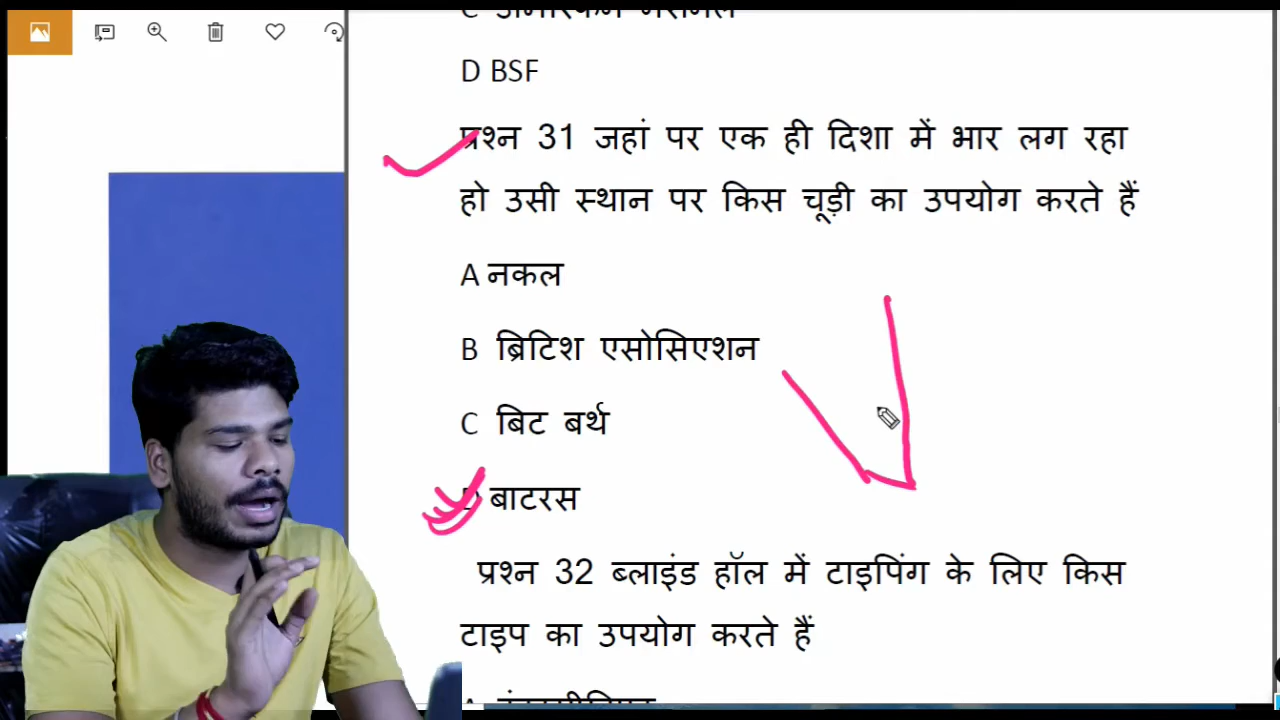 D BSF
प्रश्न 31 जहां पर एक ही दिशा में भार लग रहा
हो उसी स्थान पर किस चूड़ी का उपयोग करते हैं
A नकल
B ब्रिटिश एसोसिएशन
C बिट बर्थ
D बाटरस
प्रश्न 32 ब्लाइंड हॉल में टाइपिंग के लिए किस
टाइप का उपयोग करते हैं